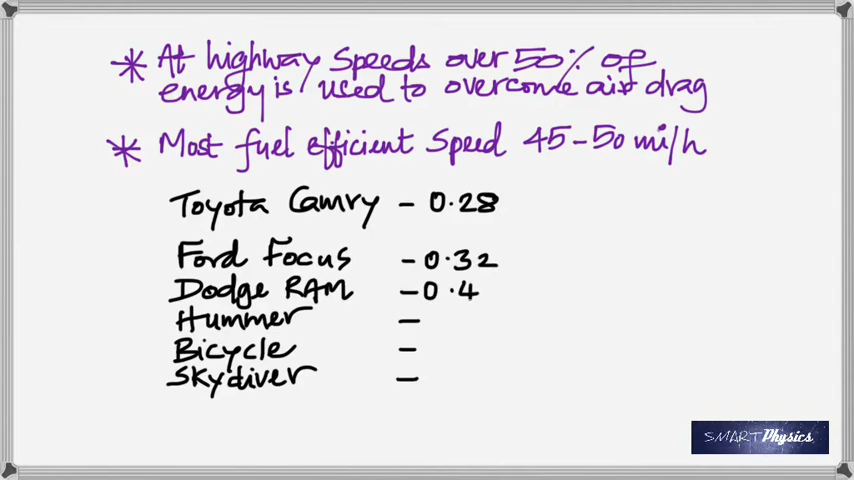 * At highway Speeds over 50% of
energy is used to overcome air drag
* Most fuel efficient Speed 45-50 mi/h
Toyota Camry - 0.28
Ford Focus - 0.32
Dodge RAM - 0.4
Hummer -
Bicycle -
Skydiver -
SMARTPhysics